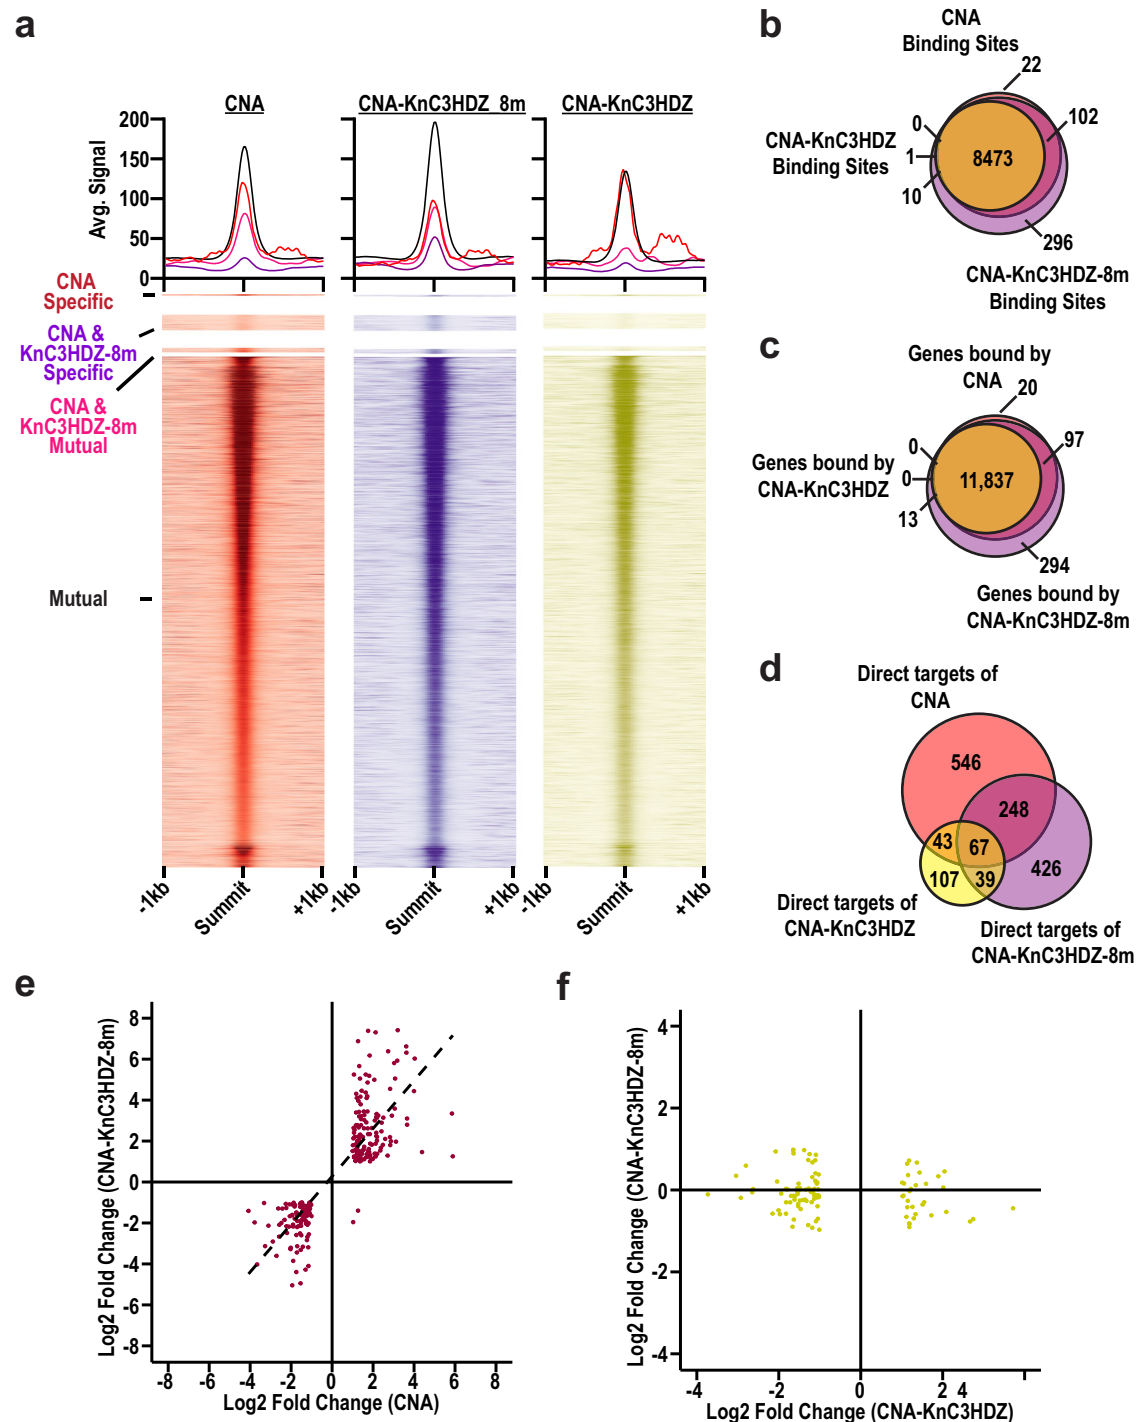 a
CNA
CNA-KnC3HDZ_8m
CNA-KnC3HDZ
Avg. Signal
200
150
100
50
0
CNA
Specific
CNA &
KnC3HDZ-8m
Specific
CNA &
KnC3HDZ-8m
Mutual
Mutual
-1kb
Summit
+1kb
-1kb
Summit
+1kb
-1kb
Summit
+1kb
b
CNA
Binding Sites
22
102
0
CNA-KnC3HDZ
Binding Sites
1
8473
10
296
CNA-KnC3HDZ-8m
Binding Sites
c
Genes bound by
CNA
20
97
0
Genes bound by
CNA-KnC3HDZ
0
11,837
13
294
Genes bound by
CNA-KnC3HDZ-8m
d
Direct targets of
CNA
546
248
43
67
107
39
426
Direct targets of
CNA-KnC3HDZ
Direct targets of
CNA-KnC3HDZ-8m
e
Log2 Fold Change (CNA-KnC3HDZ-8m)
8
6
4
2
0
-2
-4
-6
-8
-8
-6
-4
-2
0
2
4
6
8
Log2 Fold Change (CNA)
f
Log2 Fold Change (CNA-KnC3HDZ-8m)
4
2
0
-2
-4
-4
-2
0
2
4
Log2 Fold Change (CNA-KnC3HDZ)